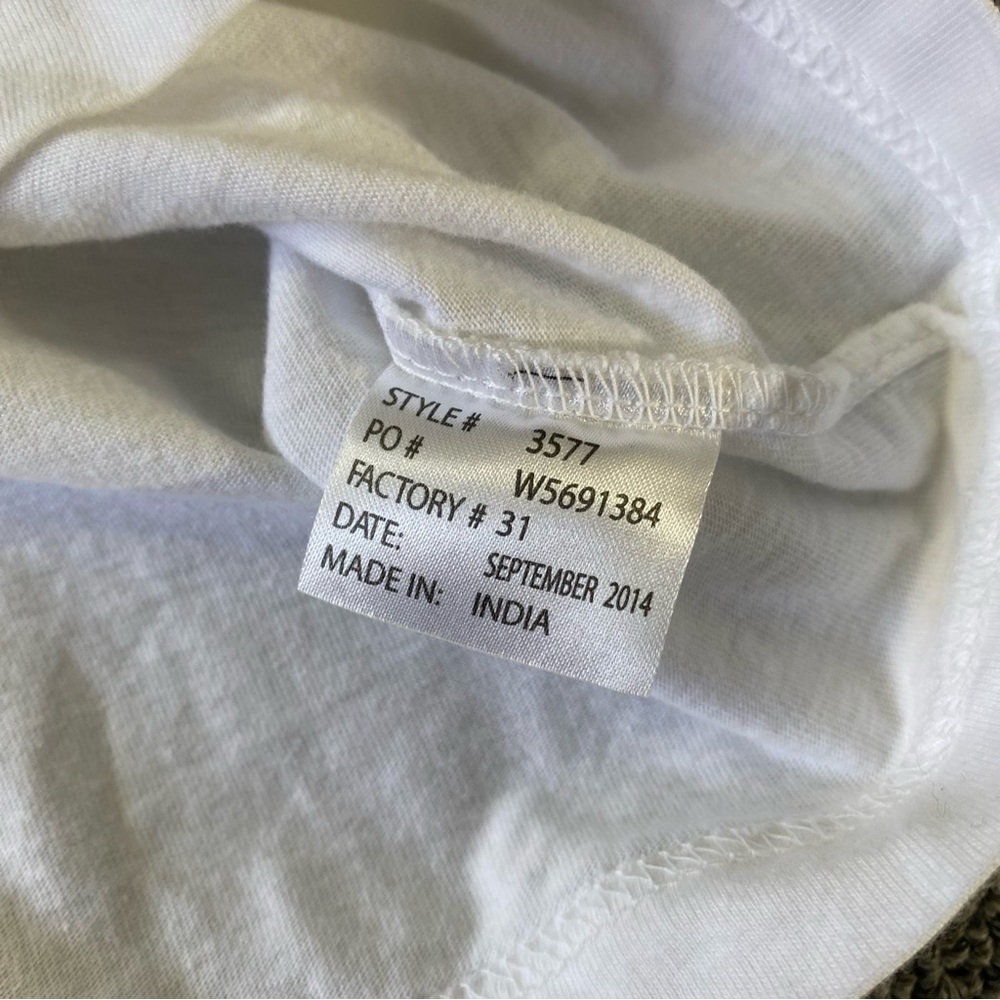 STYLE # 3577
PO # W5691384
FACTORY # 31
DATE: SEPTEMBER 2014
MADE IN: INDIA